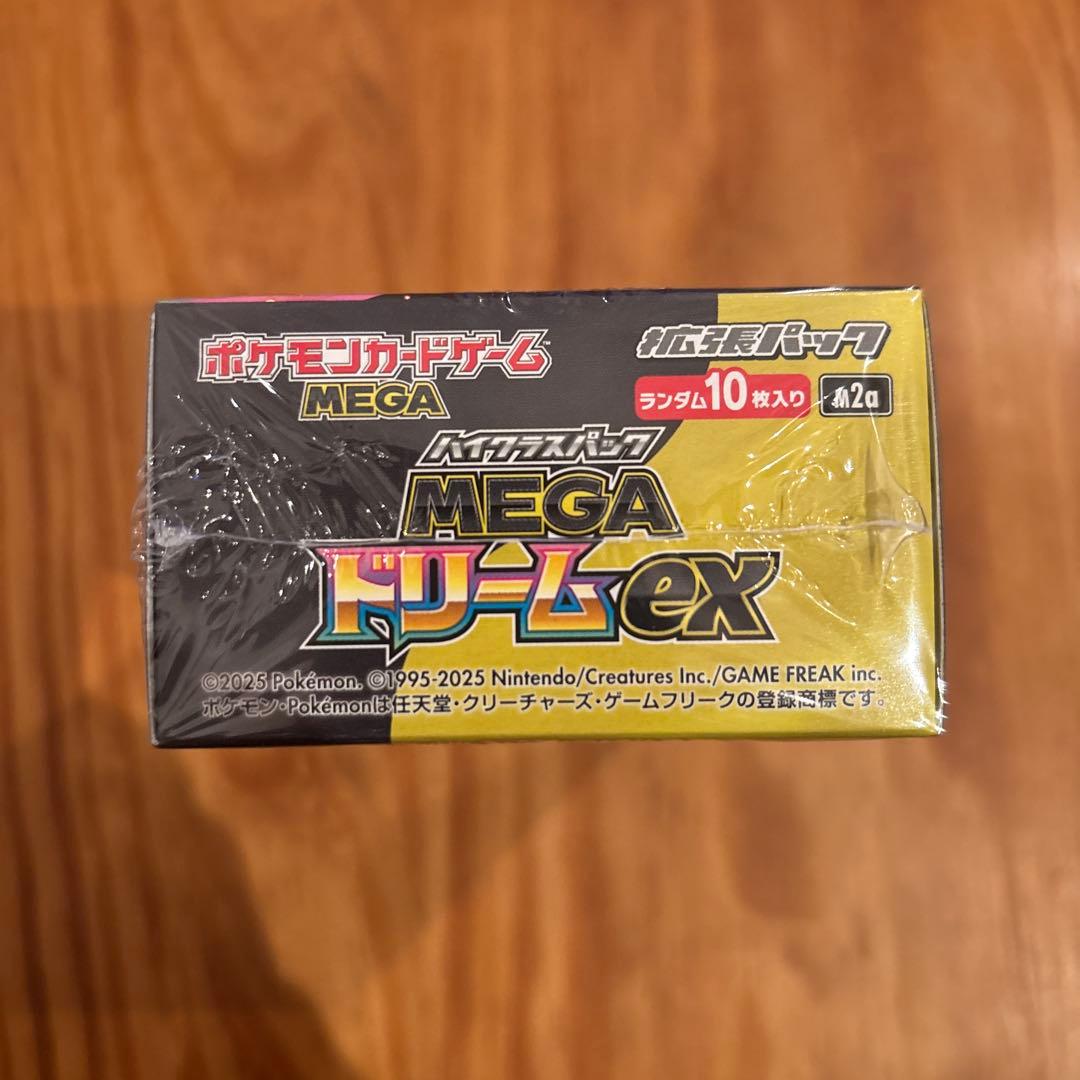 ポケモンカードゲーム™
MEGA
拡張パック
ランダム10枚入り
M2a
ハイクラスパック
MEGA
ドリームex
©2025 Pokémon. ©1995-2025 Nintendo/Creatures Inc./GAME FREAK inc.
ポケモン・Pokémonは任天堂・クリーチャーズ・ゲームフリークの登録商標です。